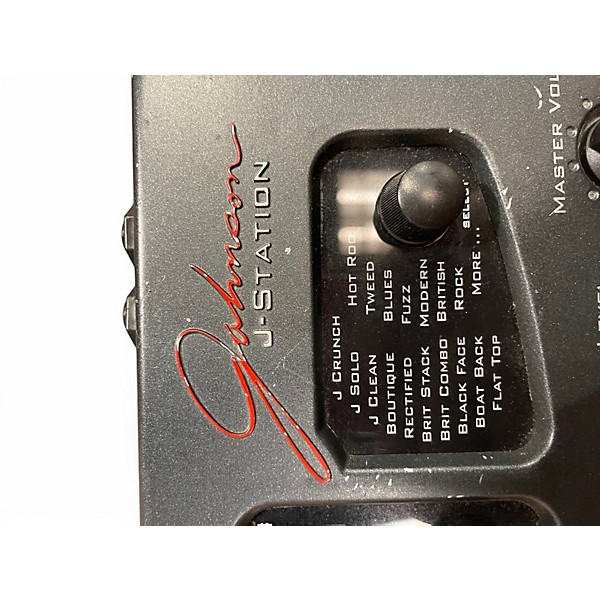 Johnson
J-STATION
J CRUNCH
J SOLO
J CLEAN
BOUTIQUE
RECTIFIED
BRIT STACK
BRIT COMBO
BLACK FACE
BOAT BACK
FLAT TOP
HOT ROD
TWEED
BLUES
FUZZ
MODERN
BRITISH
ROCK
MORE ...
MASTER VOL